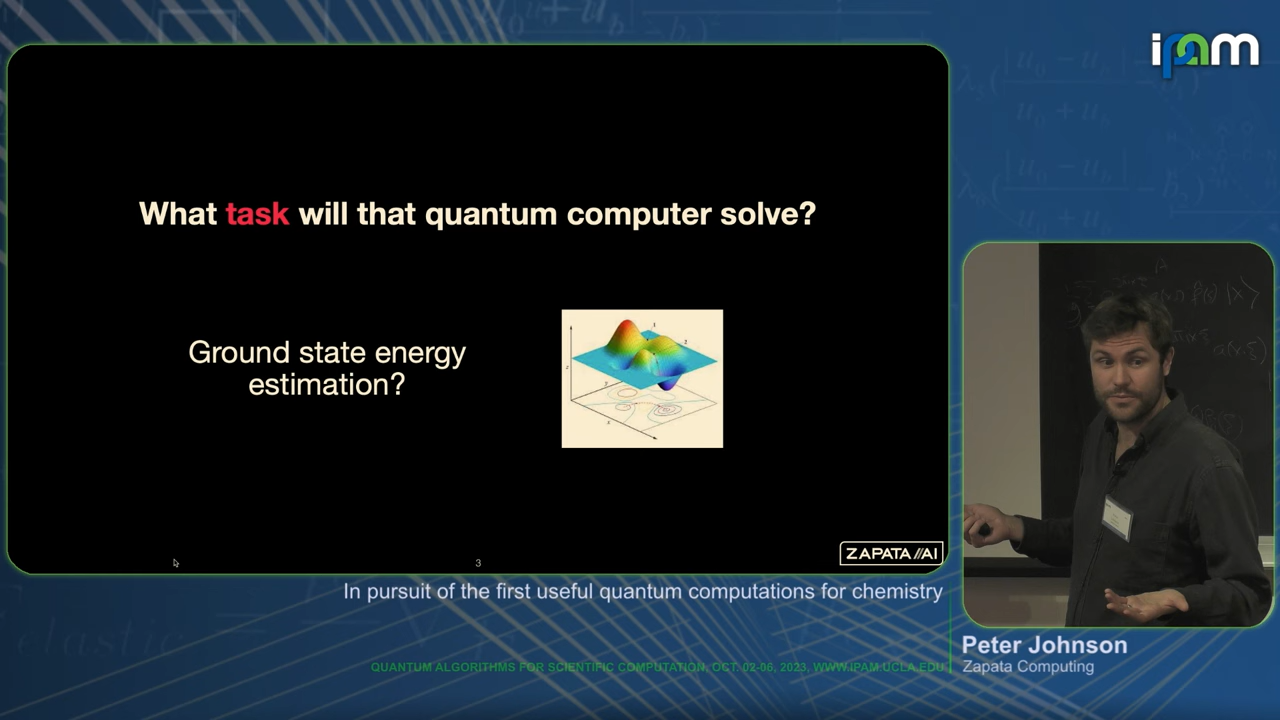 ipam
What task will that quantum computer solve?
Ground state energy
estimation?
3
ZAPATA //AI
In pursuit of the first useful quantum computations for chemistry
Peter Johnson
Zapata Computing
QUANTUM ALGORITHMS FOR SCIENTIFIC COMPUTATION, OCT. 02-06, 2023, WWW.IPAM.UCLA.EDU
elastic